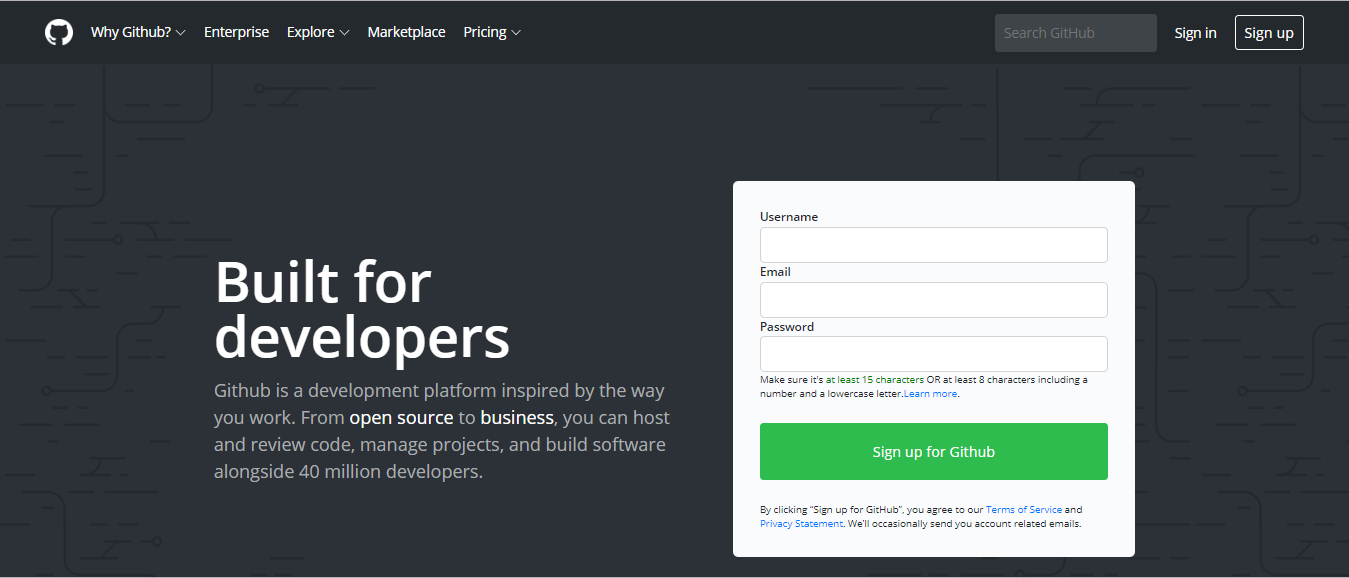 Why Github? Enterprise Explore Marketplace Pricing Search GitHub Sign in Sign up
Built for
developers
Github is a development platform inspired by the way
you work. From open source to business, you can host
and review code, manage projects, and build software
alongside 40 million developers.
Username
Email
Password
Make sure it's at least 15 characters OR at least 8 characters including a
number and a lowercase letter.Learn more.
Sign up for Github
By clicking “Sign up for GitHub”, you agree to our Terms of Service and
Privacy Statement. We'll occasionally send you account related emails.